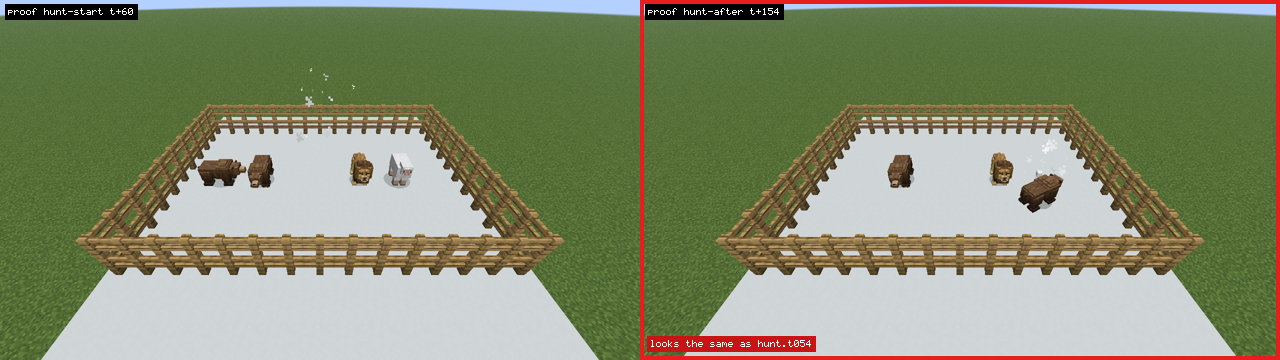 proof hunt-start t+60
proof hunt-after t+154
looks the same as hunt.t054